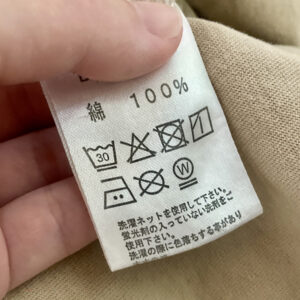 綿 100%
30
W
洗濯ネットを使用して下さい。
蛍光剤の入っていない洗剤をご
使用下さい。
洗濯の際に色落ちする事があり